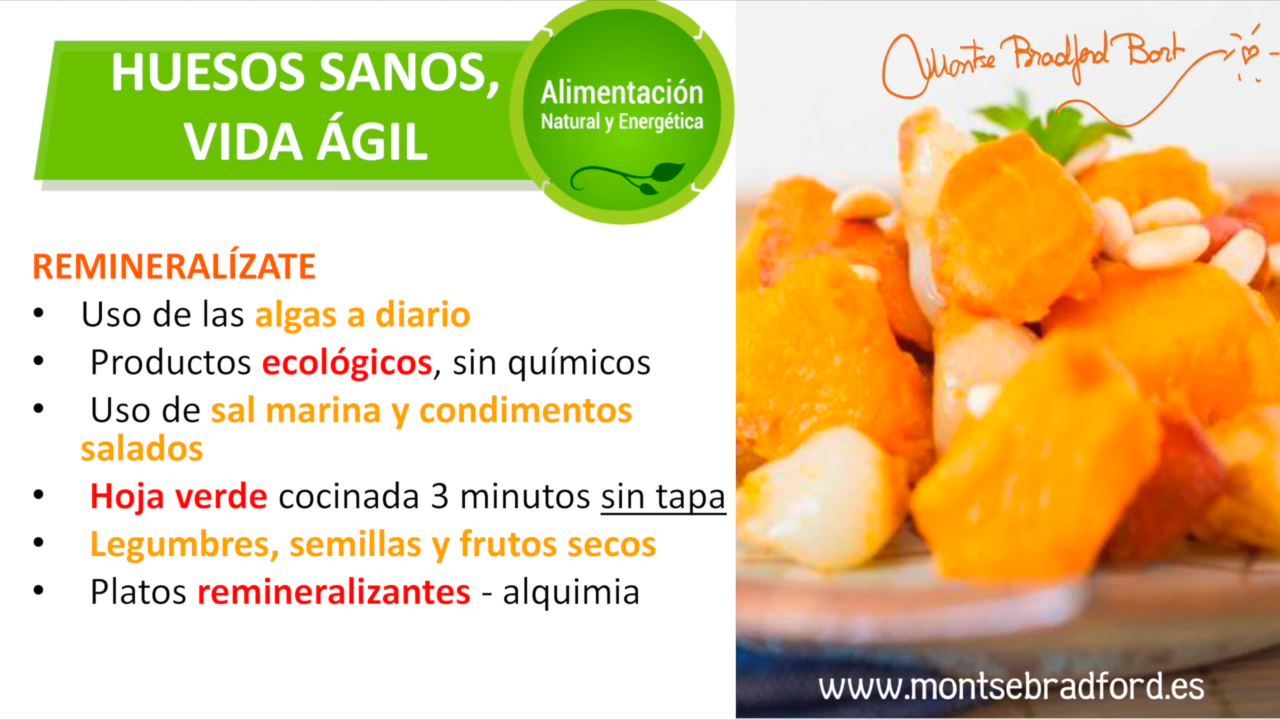 HUESOS SANOS,
VIDA ÁGIL
Alimentación
Natural y Energética
Montse Bradford Bort
REMINERALÍZATE
• Uso de las algas a diario
• Productos ecológicos, sin químicos
• Uso de sal marina y condimentos
salados
• Hoja verde cocinada 3 minutos sin tapa
• Legumbres, semillas y frutos secos
• Platos remineralizantes - alquimia
www.montsebradford.es